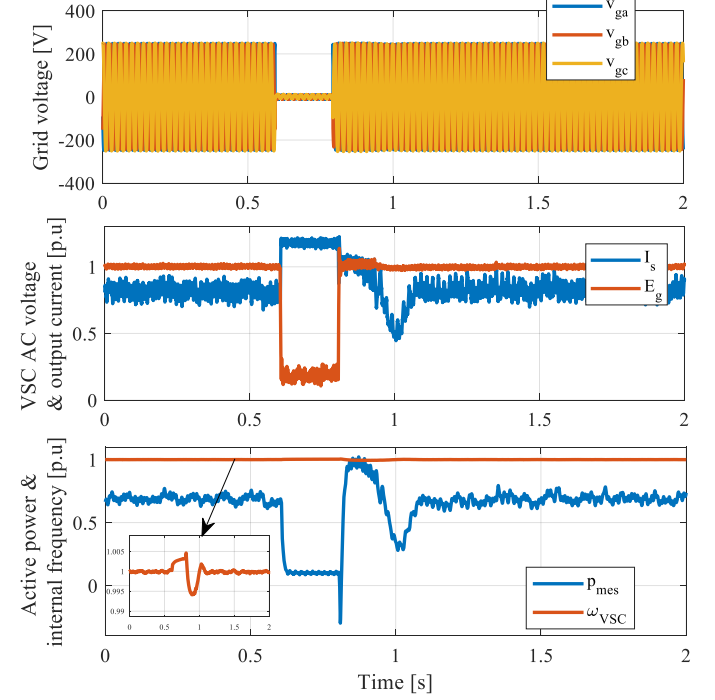 400
200
0
-200
-400
Grid voltage [V]
v_ga
v_gb
v_gc
0 0.5 1 1.5 2
1
0.5
0
VSC AC voltage
& output current [p.u]
I_s
E_g
0 0.5 1 1.5 2
1
0.5
0
Active power &
internal frequency [p.u]
1.005
1
0.995
0.99
0 0.5 1 1.5 2
p_mes
ω_VSC
0 0.5 1 1.5 2
Time [s]